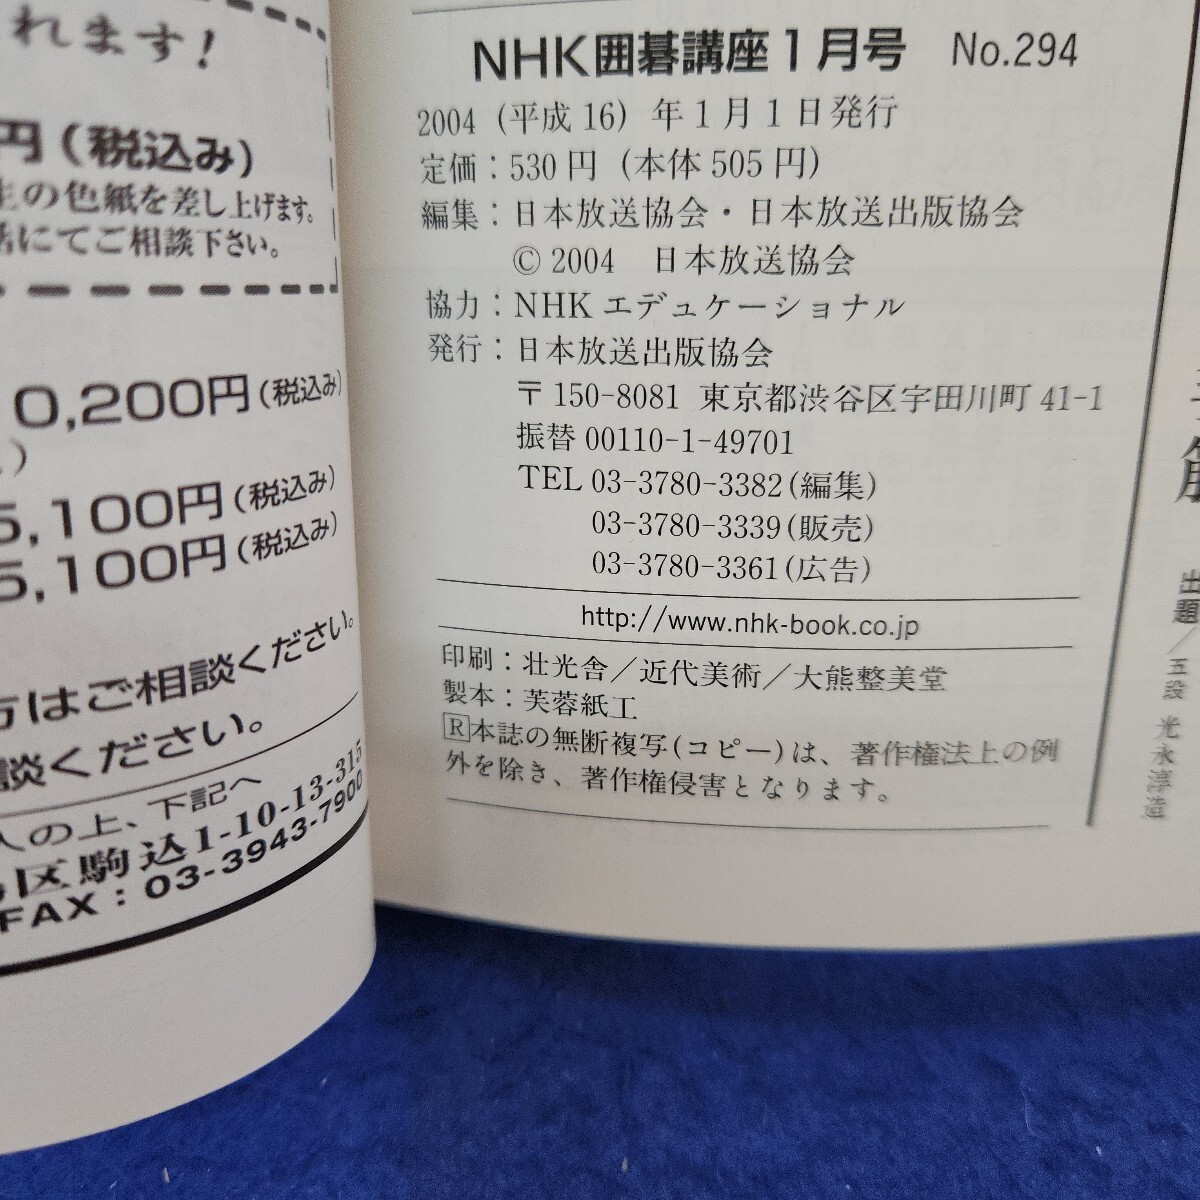 れます!
円(税込み)
生の色紙を差し上げます。
話にてご相談下さい。
0,200円(税込み)
5,100円(税込み)
5,100円(税込み)
方はご相談ください。
談ください。
人の上、下記へ
区駒込1-10-13-315
FAX:03-3943-7900
NHK囲碁講座1月号 No.294
2004(平成16)年1月1日発行
定価:530円(本体505円)
編集:日本放送協会・日本放送出版協会
© 2004 日本放送協会
協力:NHKエデュケーショナル
発行:日本放送出版協会
〒150-8081 東京都渋谷区宇田川町41-1
振替00110-1-49701
TEL 03-3780-3382(編集)
03-3780-3339(販売)
03-3780-3361(広告)
http://www.nhk-book.co.jp
印刷:壮光舎/近代美術/大熊整美堂
製本:芙蓉紙工
R本誌の無断複写(コピー)は、著作権法上の例
外を除き、著作権侵害となります。
出題/五段 光永淳造